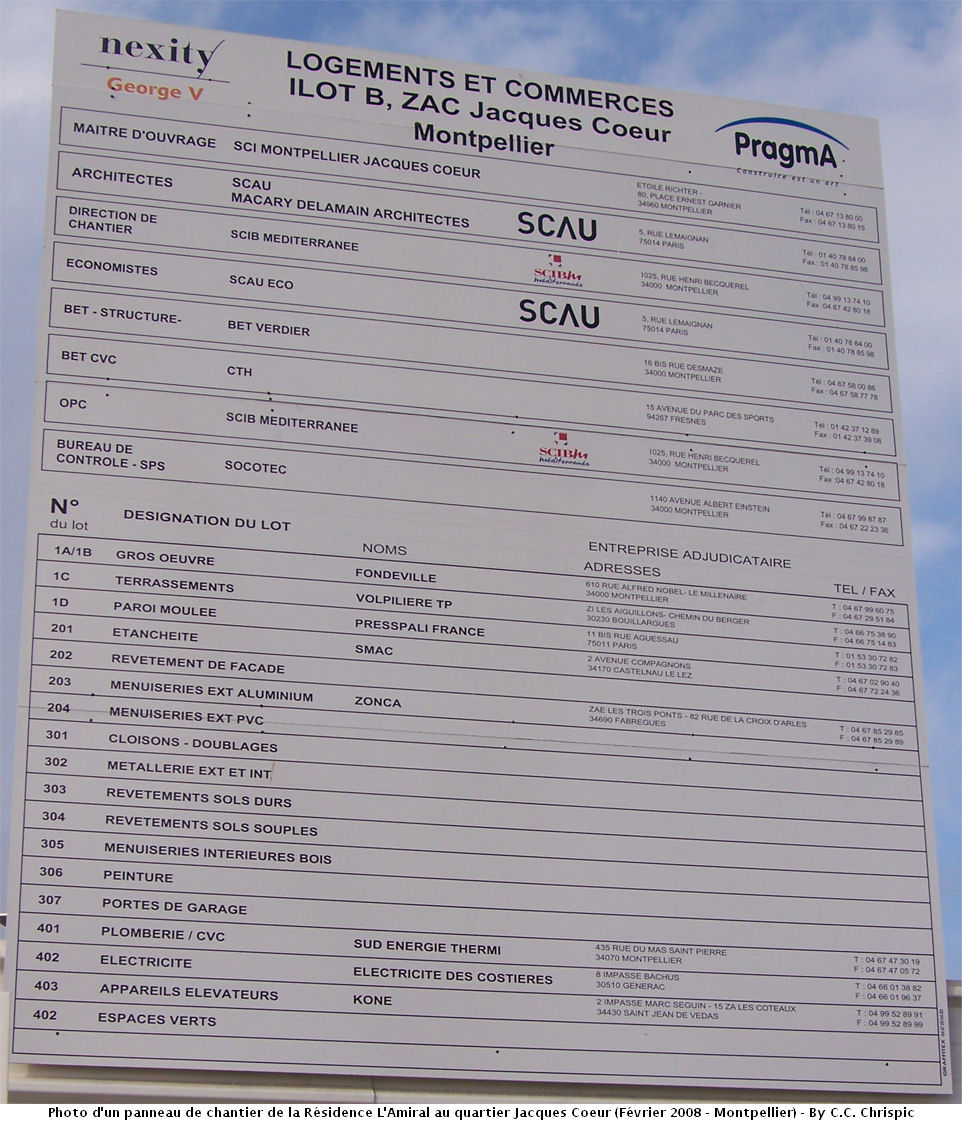 nexity
George V
LOGEMENTS ET COMMERCES
ILOT B, ZAC Jacques Coeur
Montpellier
PragmA
Construire est un art
MAITRE D'OUVRAGE SCI MONTPELLIER JACQUES COEUR
ETOILE RICHTER -
80, PLACE ERNEST GARNIER
34960 MONTPELLIER
Tél : 04 67 13 80 00
Fax : 04 67 13 80 15
ARCHITECTES SCAU
MACARY DELAMAIN ARCHITECTES
SCAU
5, RUE LEMAIGNAN
75014 PARIS
Tél : 01 40 78 84 00
Fax : 01 40 78 85 98
DIRECTION DE
CHANTIER
SCIB MEDITERRANEE
SCIBM
méditerranée
1025, RUE HENRI BECQUEREL
34000 MONTPELLIER
Tél : 04 99 13 74 10
Fax :04 67 42 80 18
ECONOMISTES SCAU ECO
SCAU
5, RUE LEMAIGNAN
75014 PARIS
Tél : 01 40 78 84 00
Fax : 01 40 78 85 98
BET - STRUCTURE- BET VERDIER
16 BIS RUE DESMAZE
34000 MONTPELLIER
Tél : 04 67 58 00 86
Fax : 04 67 58 77 78
BET CVC CTH
15 AVENUE DU PARC DES SPORTS
94267 FRESNES
Tél : 01 42 37 12 89
Fax : 01 42 37 39 08
OPC SCIB MEDITERRANEE
SCIBM
méditerranée
1025, RUE HENRI BECQUEREL
34000 MONTPELLIER
Tél : 04 99 13 74 10
Fax :04 67 42 80 18
BUREAU DE
CONTROLE - SPS
SOCOTEC
1140 AVENUE ALBERT EINSTEIN
34000 MONTPELLIER
Tél : 04 67 99 87 87
Fax : 04 67 22 23 36
N°
du lot
DESIGNATION DU LOT
NOMS
ENTREPRISE ADJUDICATAIRE
ADRESSES
TEL / FAX
1A/1B GROS OEUVRE FONDEVILLE
610 RUE ALFRED NOBEL- LE MILLENAIRE
34000 MONTPELLIER
T : 04 67 99 60 75
F : 04 67 29 51 84
1C TERRASSEMENTS VOLPILIERE TP
ZI LES AIGUILLONS- CHEMIN DU BERGER
30230 BOUILLARGUES
T : 04 66 75 38 90
F : 04 66 75 14 83
1D PAROI MOULEE PRESSPALI FRANCE
11 BIS RUE AGUESSAU
75011 PARIS
T : 01 53 30 72 82
F : 01 53 30 72 83
201 ETANCHEITE SMAC
2 AVENUE COMPAGNONS
34170 CASTELNAU LE LEZ
T : 04 67 02 90 40
F : 04 67 72 24 36
202 REVETEMENT DE FACADE
203 MENUISERIES EXT ALUMINIUM ZONCA
ZAE LES TROIS PONTS - 82 RUE DE LA CROIX D'ARLES
34690 FABREGUES
T : 04 67 85 29 85
F : 04 67 85 29 89
204 MENUISERIES EXT PVC
301 CLOISONS - DOUBLAGES
302 METALLERIE EXT ET INT
303 REVETEMENTS SOLS DURS
304 REVETEMENTS SOLS SOUPLES
305 MENUISERIES INTERIEURES BOIS
306 PEINTURE
307 PORTES DE GARAGE
401 PLOMBERIE / CVC SUD ENERGIE THERMI
435 RUE DU MAS SAINT PIERRE
34070 MONTPELLIER
T : 04 67 47 30 19
F : 04 67 47 05 72
402 ELECTRICITE ELECTRICITE DES COSTIERES
8 IMPASSE BACHUS
30510 GENERAC
T : 04 66 01 38 82
F : 04 66 01 96 37
403 APPAREILS ELEVATEURS KONE
2 IMPASSE MARC SEGUIN - 15 ZA LES COTEAUX
34430 SAINT JEAN DE VEDAS
T : 04 99 52 89 91
F : 04 99 52 89 99
402 ESPACES VERTS
GRAFFITEX
Photo d'un panneau de chantier de la Résidence L'Amiral au quartier Jacques Coeur (Février 2008 - Montpellier) - By C.C. Chrispic